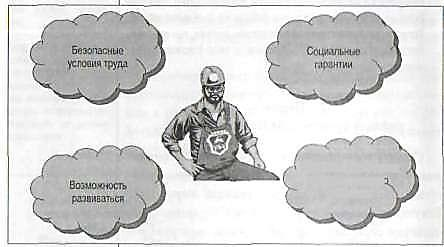 Безопасные
условия труда
Социальные
гарантии
Возможность
развиваться